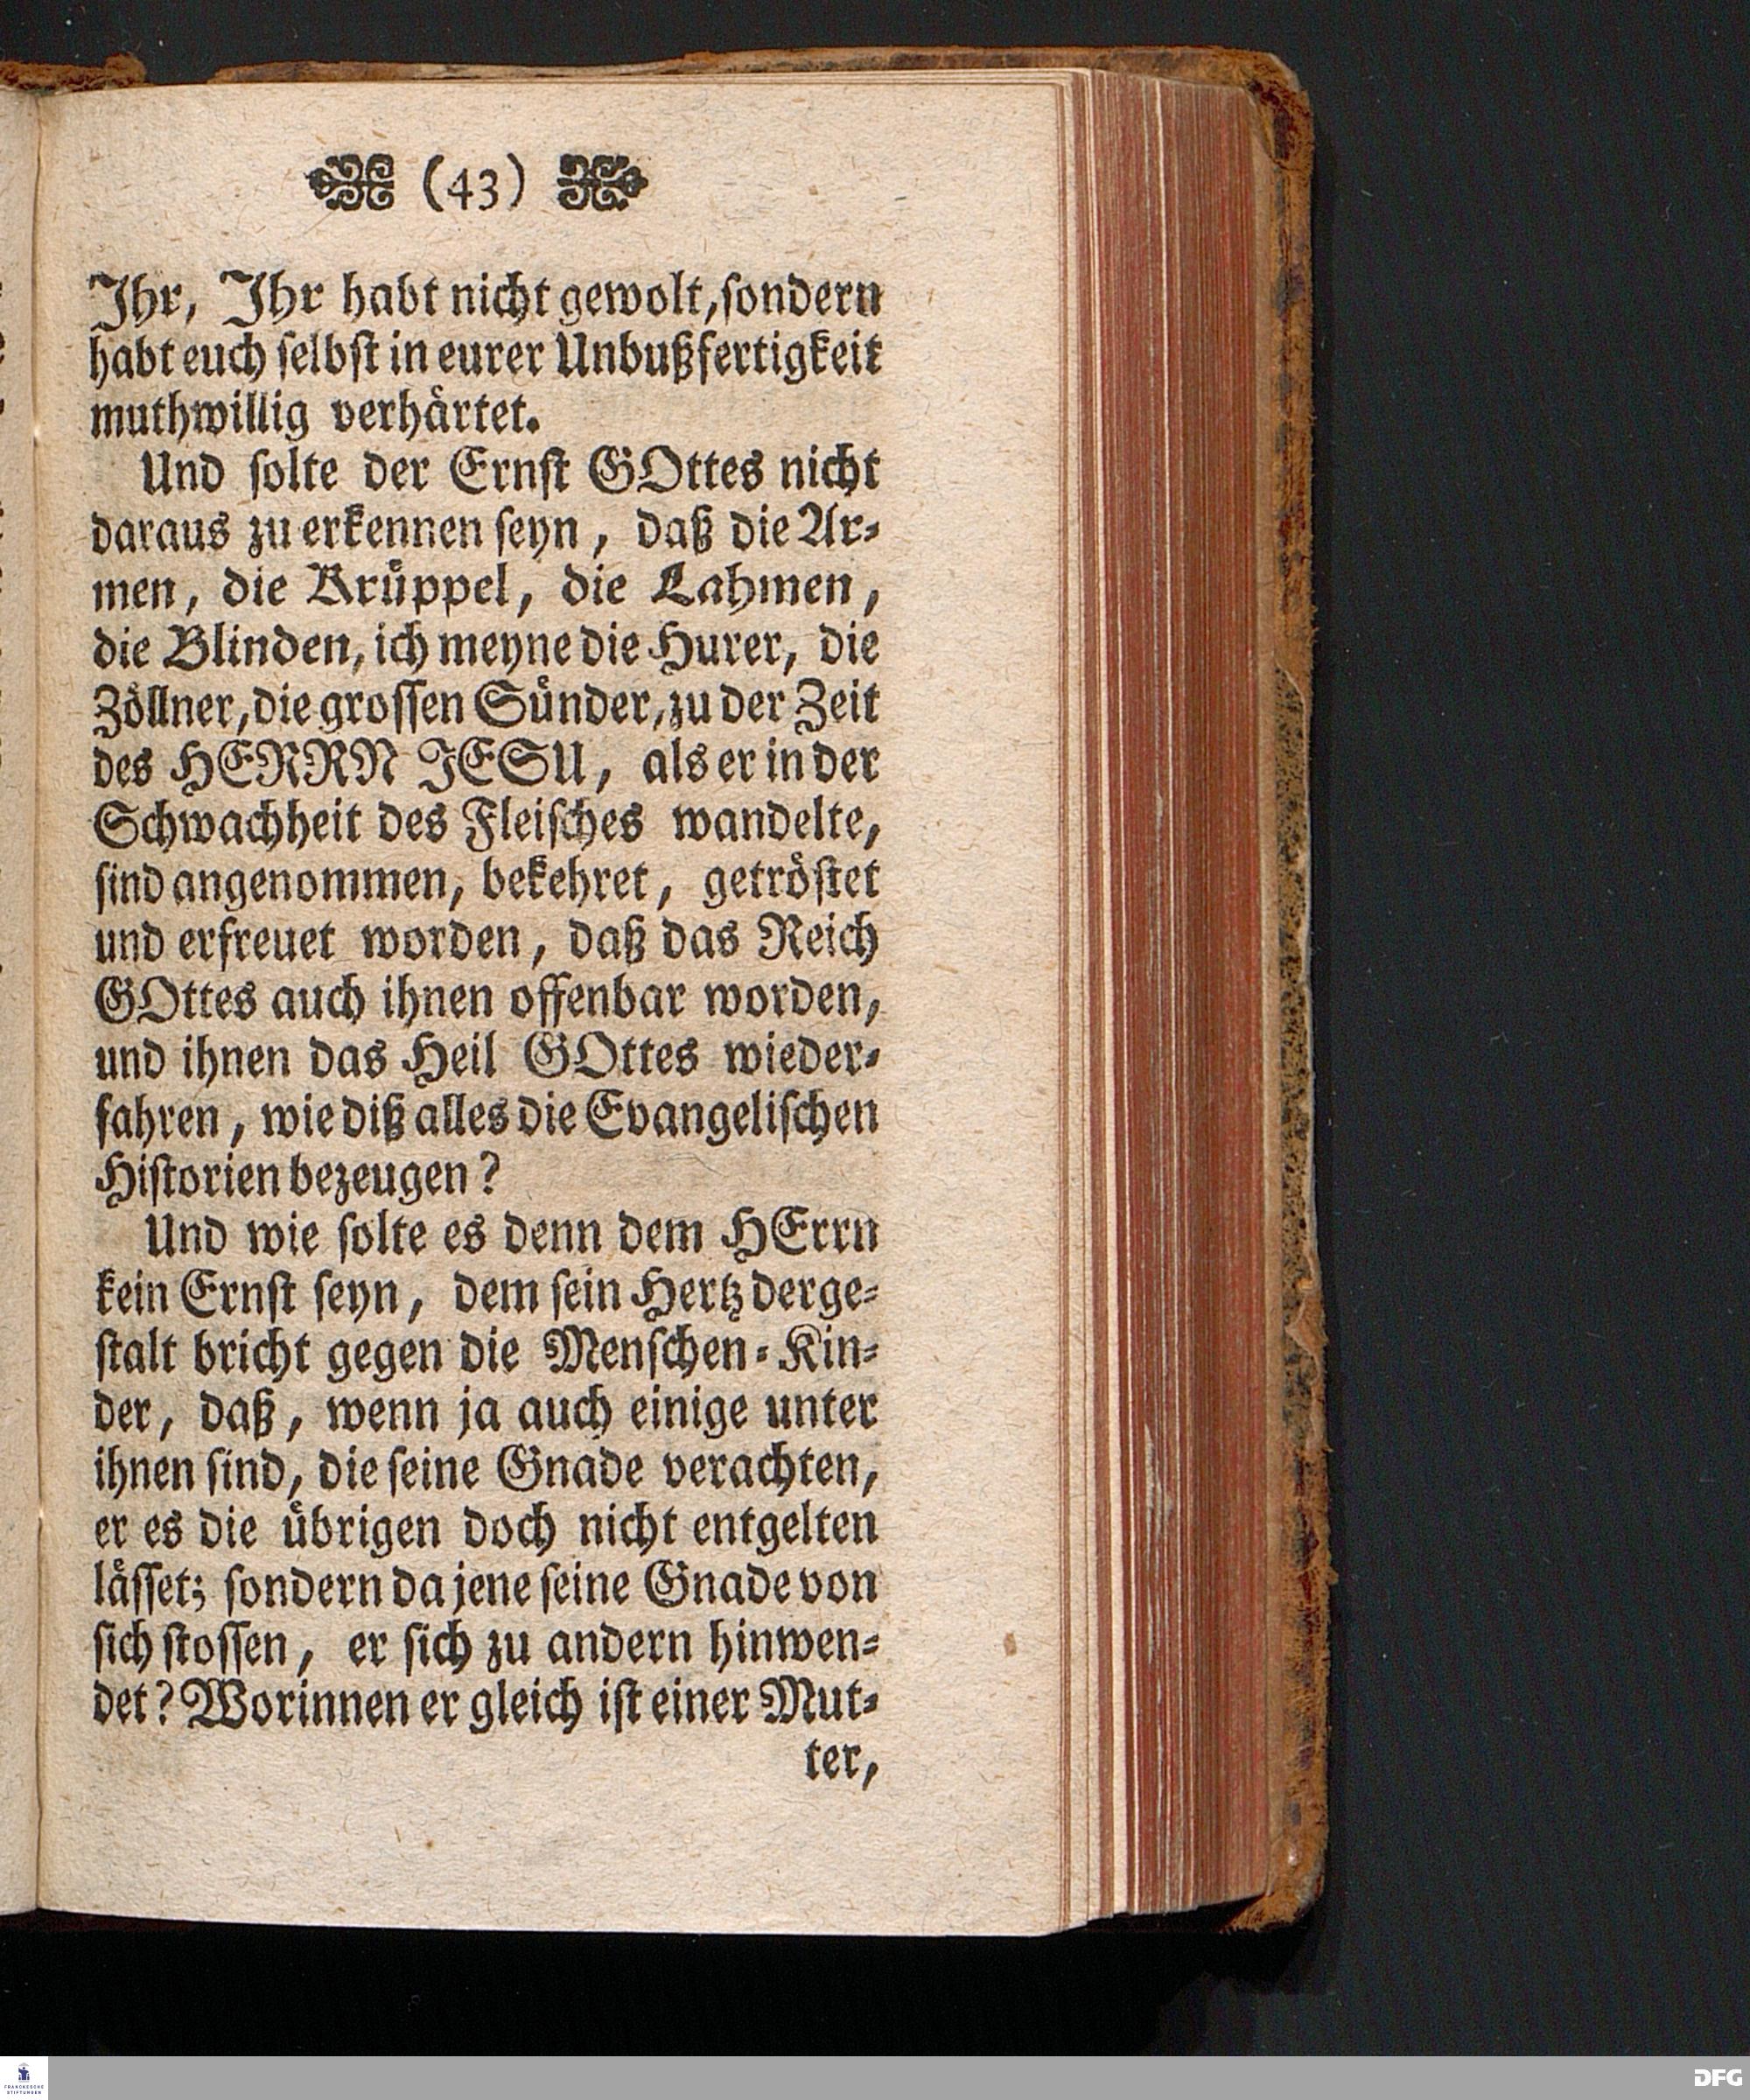 (43)
Ihr, Ihr habt nicht gewolt, sondern
habt euch selbst in eurer Unbußfertigkeit
muthwillig verhärtet.
Und solte der Ernst GOttes nicht
daraus zu erkennen seyn, daß die Ar-
men, die Krüppel, die Lahmen,
die Blinden, ich meyne die Hurer, die
Zöllner, die grossen Sünder, zu der Zeit
des HERRN JESU, als er in der
Schwachheit des Fleisches wandelte,
sind angenommen, bekehret, getröstet
und erfreuet worden, daß das Reich
GOttes auch ihnen offenbar worden,
und ihnen das Heil GOttes wieder-
fahren, wie diß alles die Evangelischen
Historien bezeugen?
Und wie solte es denn dem HErrn
kein Ernst seyn, dem sein Hertz derge-
stalt bricht gegen die Menschen-Kin-
der, daß, wenn ja auch einige unter
ihnen sind, die seine Gnade verachten,
er es die übrigen doch nicht entgelten
lässet; sondern da jene seine Gnade von
sich stossen, er sich zu andern hinwen-
det? Worinnen er gleich ist einer Mut-
ter,
FRANCKESCHE
STIFTUNGEN
DFG